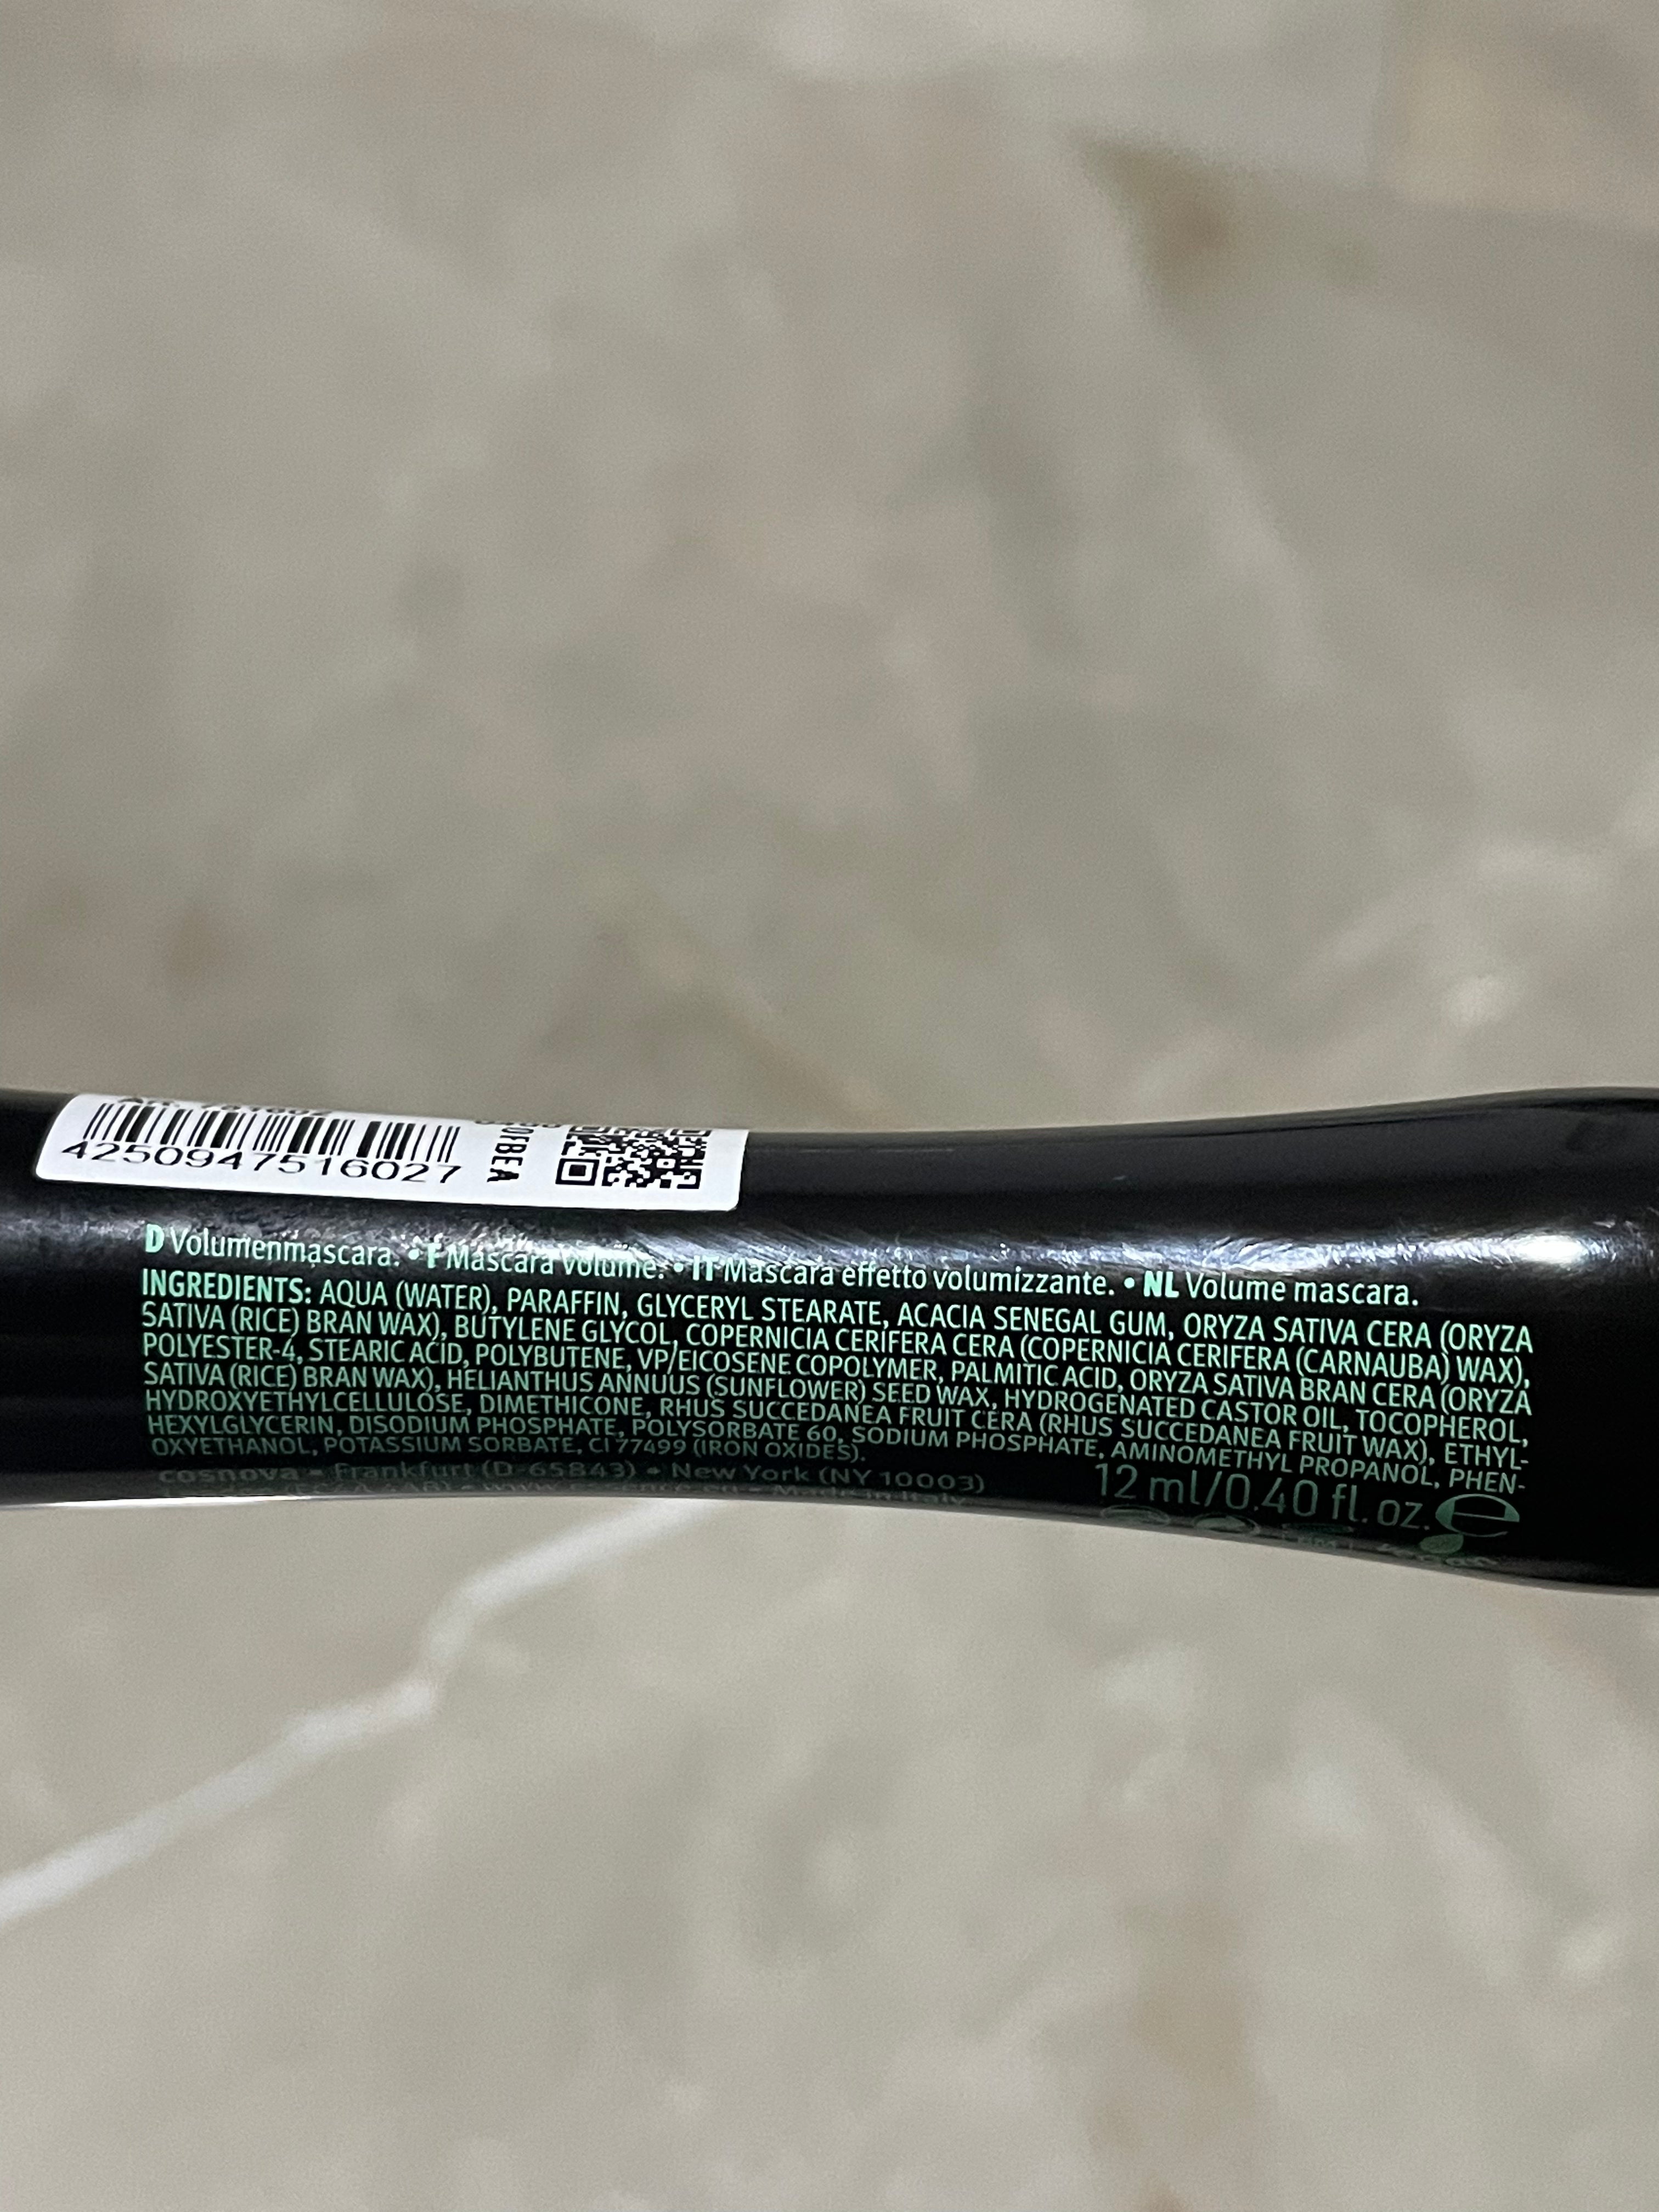 4250947516027
D Volumenmascara. • F Mascara volume. • IT Mascara effetto volumizzante. • NL Volume mascara.
INGREDIENTS: AQUA (WATER), PARAFFIN, GLYCERYL STEARATE, ACACIA SENEGAL GUM, ORYZA SATIVA CERA (ORYZA
SATIVA (RICE) BRAN WAX), BUTYLENE GLYCOL, COPERNICIA CERIFERA CERA (COPERNICIA CERIFERA (CARNAUBA) WAX),
POLYESTER-4, STEARIC ACID, POLYBUTENE, VP/EICOSENE COPOLYMER, PALMITIC ACID, ORYZA SATIVA BRAN CERA (ORYZA
SATIVA (RICE) BRAN WAX), HELIANTHUS ANNUUS (SUNFLOWER) SEED WAX, HYDROGENATED CASTOR OIL, TOCOPHEROL,
HYDROXYETHYLCELLULOSE, DIMETHICONE, RHUS SUCCEDANEA FRUIT CERA (RHUS SUCCEDANEA FRUIT WAX), ETHYL-
HEXYLGLYCERIN, DISODIUM PHOSPHATE, POLYSORBATE 60, SODIUM PHOSPHATE, AMINOMETHYL PROPANOL, PHEN-
OXYETHANOL, POTASSIUM SORBATE, CI 77499 (IRON OXIDES).
cosnova • Frankfurt (D-65843) • New York (NY 10003)
Made in Italy
12 ml/0.40 fl. oz. e